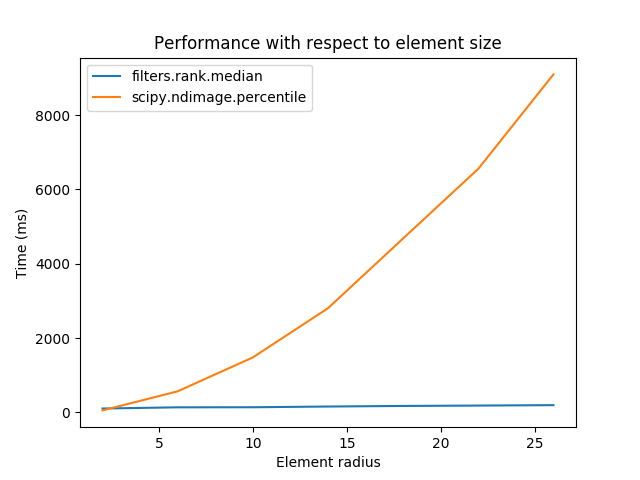 Performance with respect to element size
filters.rank.median
scipy.ndimage.percentile
Time (ms)
8000
6000
4000
2000
0
5
10
15
20
25
Element radius